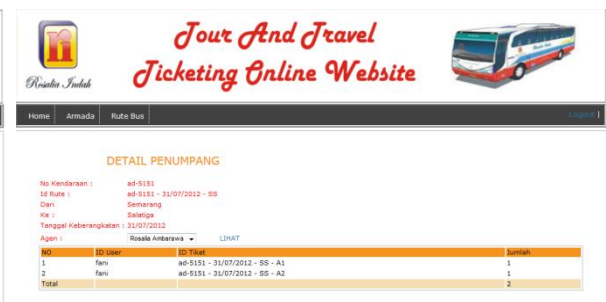 Tour And Travel
Ticketing Online Website
Rosalia Indah
Home Armada Rute Bus Logout |
DETAIL PENUMPANG
No Kendaraan : ad-5151
Id Rute : ad-5151 - 31/07/2012 - SS
Dari Semarang
Ke : Salatiga
Tanggal Keberangkatan : 31/07/2012
Agen : Rosalia Ambarawa LIHAT
NO ID User ID Tiket Jumlah
1 fani ad-5151 - 31/07/2012 - SS - A1 1
2 fani ad-5151 - 31/07/2012 - SS - A2 1
Total 2